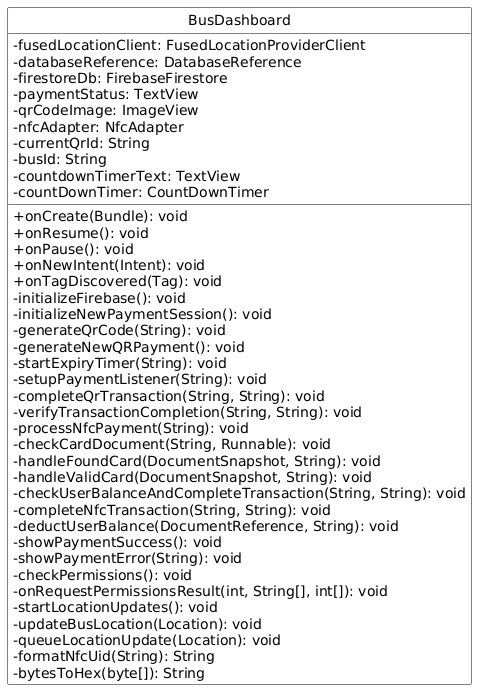 BusDashboard
-fusedLocationClient: FusedLocationProviderClient
-databaseReference: DatabaseReference
-firestoreDb: FirebaseFirestore
-paymentStatus: TextView
-qrCodeImage: ImageView
-nfcAdapter: NfcAdapter
-currentQrId: String
-busId: String
-countdownTimerText: TextView
-countDownTimer: CountDownTimer
+onCreate(Bundle): void
+onResume(): void
+onPause(): void
+onNewIntent(Intent): void
+onTagDiscovered(Tag): void
-initializeFirebase(): void
-initializeNewPaymentSession(): void
-generateQrCode(String): void
-generateNewQRPayment(): void
-startExpiryTimer(String): void
-setupPaymentListener(String): void
-completeQrTransaction(String, String): void
-verifyTransactionCompletion(String, String): void
-processNfcPayment(String): void
-checkCardDocument(String, Runnable): void
-handleFoundCard(DocumentSnapshot, String): void
-handleValidCard(DocumentSnapshot, String): void
-checkUserBalanceAndCompleteTransaction(String, String): void
-completeNfcTransaction(String, String): void
-deductUserBalance(DocumentReference, String): void
-showPaymentSuccess(): void
-showPaymentError(String): void
-checkPermissions(): void
-onRequestPermissionsResult(int, String[], int[]): void
-startLocationUpdates(): void
-updateBusLocation(Location): void
-queueLocationUpdate(Location): void
-formatNfcUid(String): String
-bytesToHex(byte[]): String